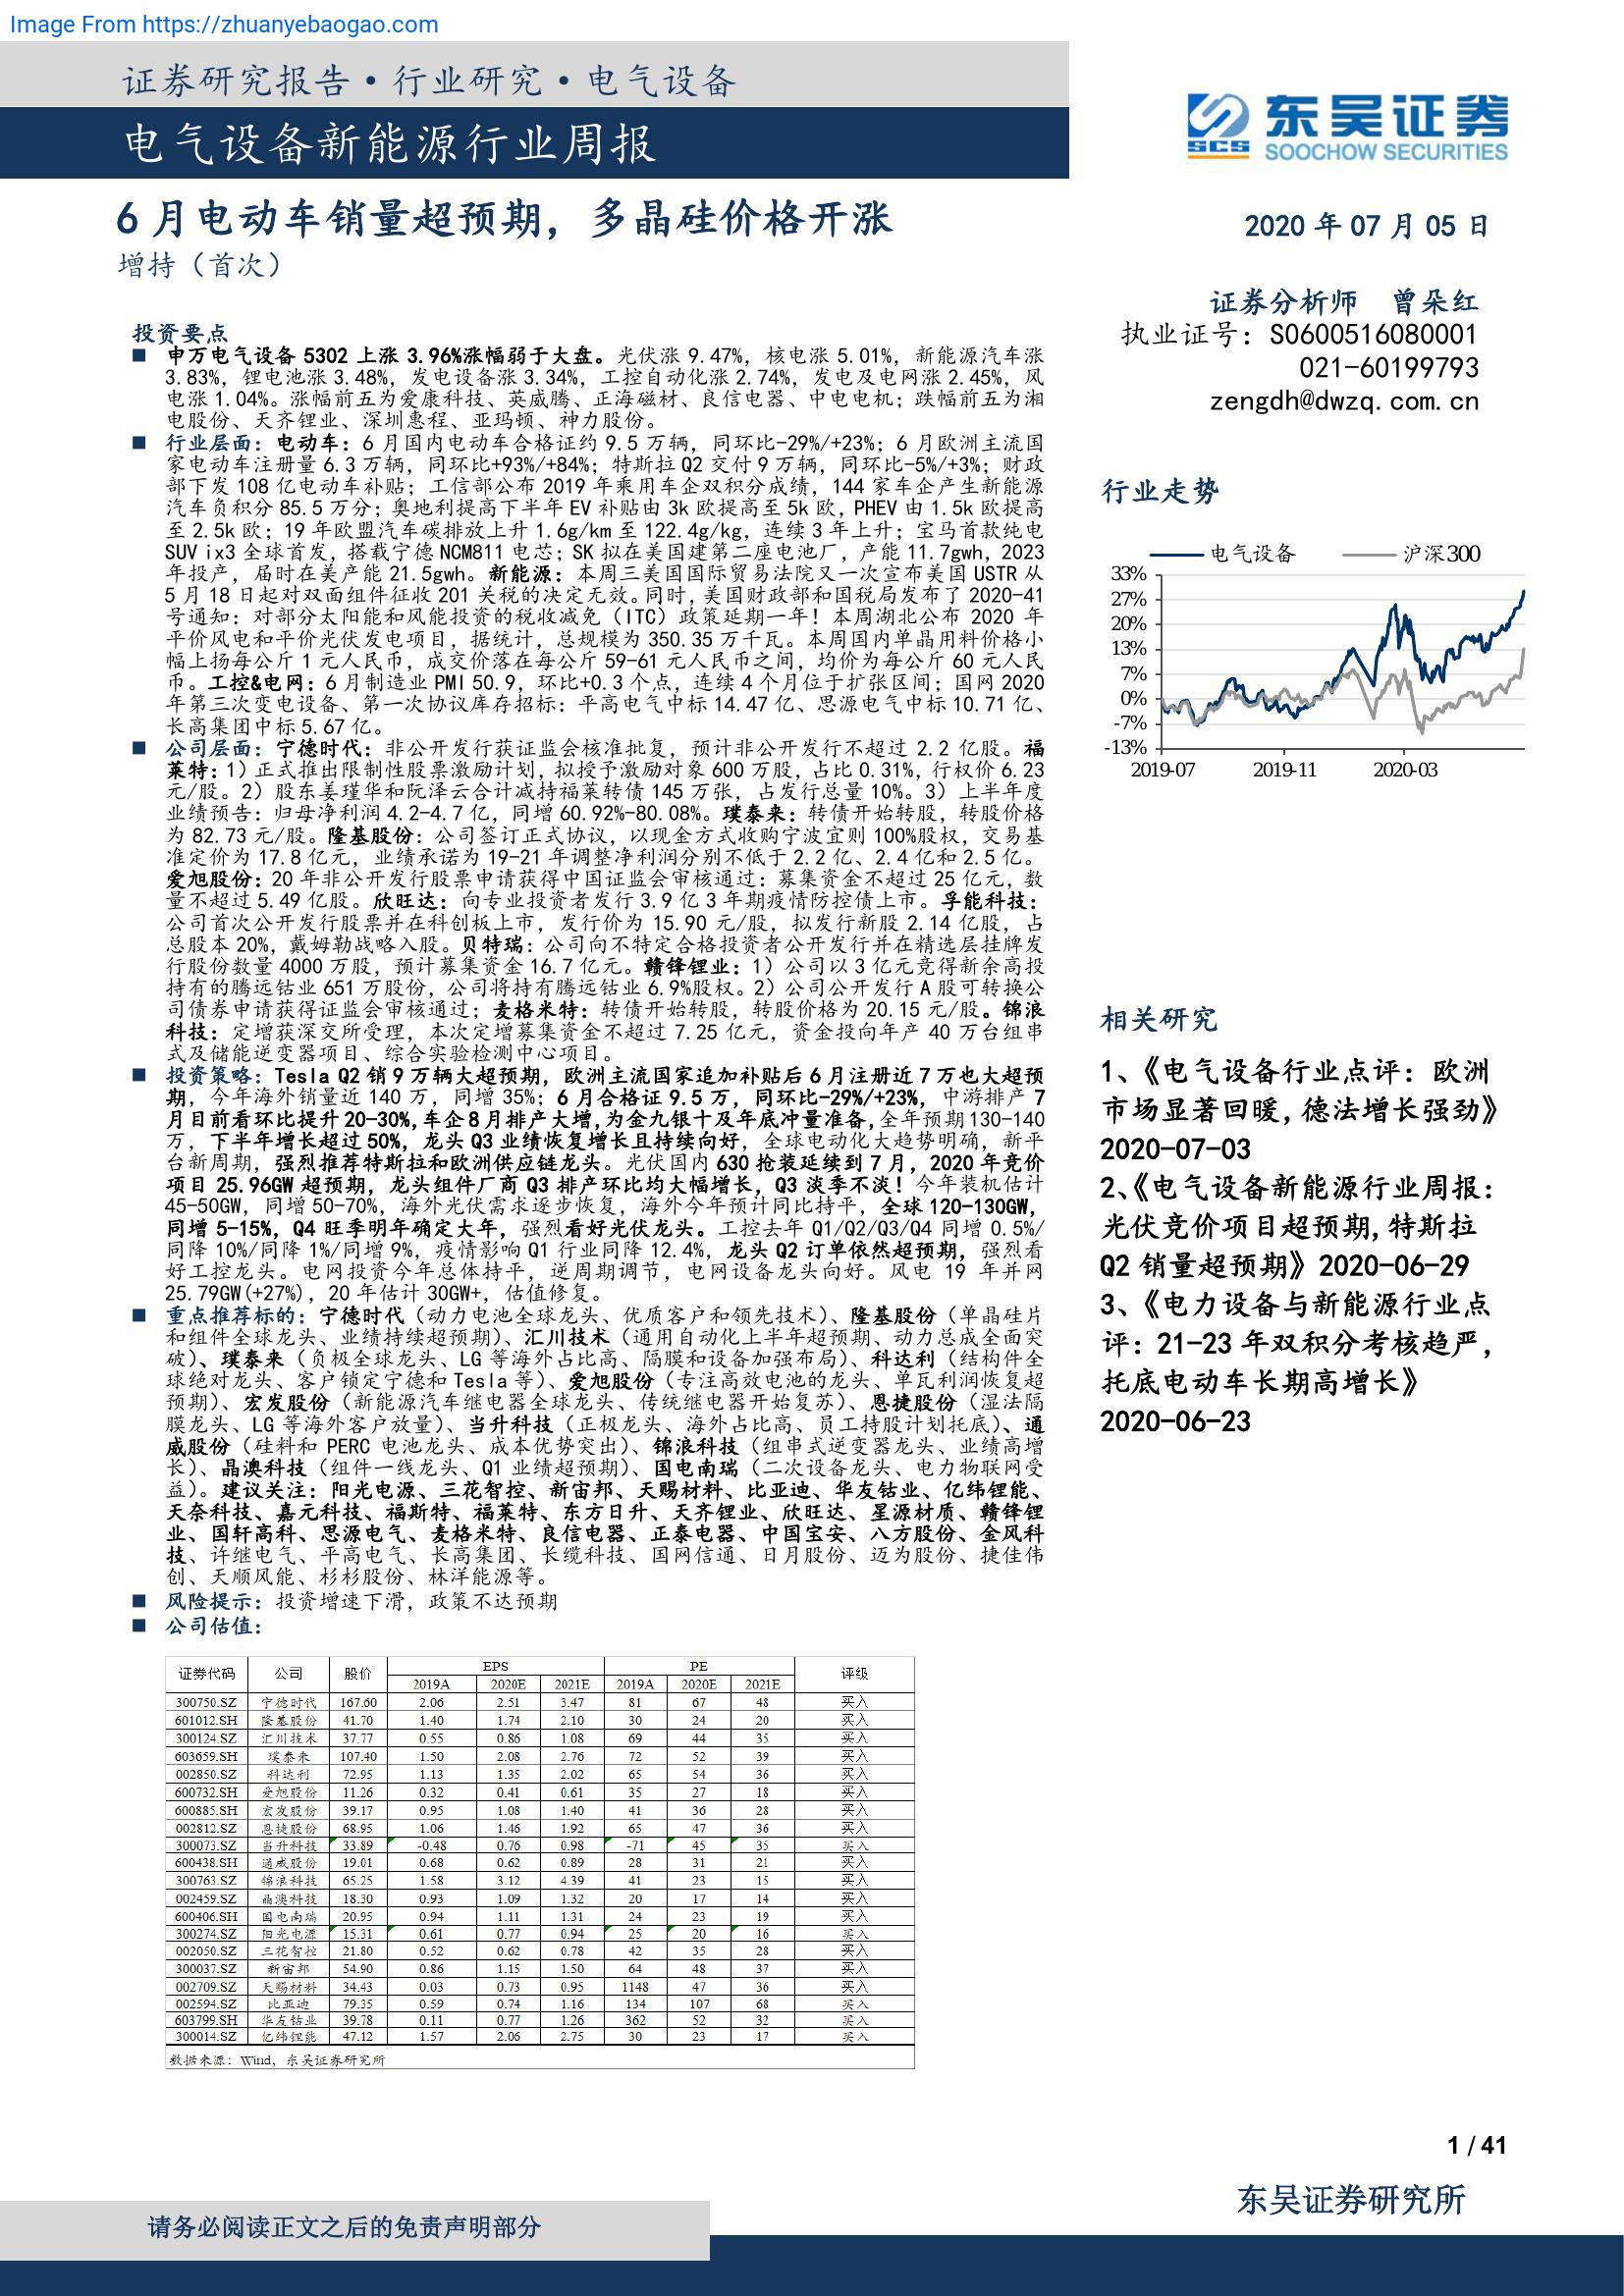 Image From https://zhuanyebaogao.com
证券研究报告·行业研究·电气设备
电气设备新能源行业周报
东吴证券
SCS SOOCHOW SECURITIES
6 月电动车销量超预期，多晶硅价格开涨
增持（首次）
2020 年 07 月 05 日
证券分析师 曾朵红
执业证号：S0600516080001
021-60199793
zengdh@dwzq.com.cn
投资要点
■ 申万电气设备 5302 上涨 3.96%涨幅弱于大盘。光伏涨 9.47%，核电涨 5.01%，新能源汽车涨
3.83%，锂电池涨 3.48%，发电设备涨 3.34%，工控自动化涨 2.74%，发电及电网涨 2.45%，风
电涨 1.04%。涨幅前五为爱康科技、英威腾、正海磁材、良信电器、中电电机；跌幅前五为湘
电股份、天齐锂业、深圳惠程、亚玛顿、神力股份。
■ 行业层面：电动车：6 月国内电动车合格证约 9.5 万辆，同环比-29%/+23%；6 月欧洲主流国
家电动车注册量 6.3 万辆，同环比+93%/+84%；特斯拉 Q2 交付 9 万辆，同环比-5%/+3%；财政
部下发 108 亿电动车补贴；工信部公布 2019 年乘用车企双积分成绩，144 家车企产生新能源
汽车负积分 85.5 万分；奥地利提高下半年 EV 补贴由 3k 欧提高至 5k 欧，PHEV 由 1.5k 欧提高
至 2.5k 欧；19 年欧盟汽车碳排放上升 1.6g/km 至 122.4g/kg，连续 3 年上升；宝马首款纯电
SUV ix3 全球首发，搭载宁德 NCM811 电芯；SK 拟在美国建第二座电池厂，产能 11.7gwh，2023
年投产，届时在美产能 21.5gwh。新能源：本周三美国国际贸易法院又一次宣布美国 USTR 从
5 月 18 日起对双面组件征收 201 关税的决定无效。同时，美国财政部和国税局发布了 2020-41
号通知：对部分太阳能和风能投资的税收减免（ITC）政策延期一年！本周湖北公布 2020 年
平价风电和平价光伏发电项目，据统计，总规模为 350.35 万千瓦。本周国内单晶用料价格小
幅上扬每公斤 1 元人民币，成交价落在每公斤 59-61 元人民币之间，均价为每公斤 60 元人民
币。工控&电网：6 月制造业 PMI 50.9，环比+0.3 个点，连续 4 个月位于扩张区间；国网 2020
年第三次变电设备、第一次协议库存招标：平高电气中标 14.47 亿、思源电气中标 10.71 亿、
长高集团中标 5.67 亿。
■ 公司层面：宁德时代：非公开发行获证监会核准批复，预计非公开发行不超过 2.2 亿股。福
莱特：1）正式推出限制性股票激励计划，拟授予激励对象 600 万股，占比 0.31%，行权价 6.23
元/股。2）股东姜瑾华和阮泽云合计减持福莱转债 145 万张，占发行总量 10%。3）上半年度
业绩预告：归母净利润 4.2-4.7 亿，同增 60.92%-80.08%。璞泰来：转债开始转股，转股价格
为 82.73 元/股。隆基股份：公司签订正式协议，以现金方式收购宁波宜则 100%股权，交易基
准定价为 17.8 亿元，业绩承诺为 19-21 年调整净利润分别不低于 2.2 亿、2.4 亿和 2.5 亿。
爱旭股份：20 年非公开发行股票申请获得中国证监会审核通过：募集资金不超过 25 亿元，数
量不超过 5.49 亿股。欣旺达：向专业投资者发行 3.9 亿 3 年期疫情防控债上市。孚能科技：
公司首次公开发行股票并在科创板上市，发行价为 15.90 元/股，拟发行新股 2.14 亿股，占
总股本 20%，戴姆勒战略入股。贝特瑞：公司向不特定合格投资者公开发行并在精选层挂牌发
行股份数量 4000 万股，预计募集资金 16.7 亿元。赣锋锂业：1）公司以 3 亿元竞得新余高投
持有的腾远钴业 651 万股份，公司将持有腾远钴业 6.9%股权。2）公司公开发行 A 股可转换公
司债券申请获得证监会审核通过；麦格米特：转债开始转股，转股价格为 20.15 元/股。锦浪
科技：定增获深交所受理，本次定增募集资金不超过 7.25 亿元，资金投向年产 40 万台组串
式及储能逆变器项目、综合实验检测中心项目。
■ 投资策略：Tesla Q2 销 9 万辆大超预期，欧洲主流国家追加补贴后 6 月注册近 7 万也大超预
期，今年海外销量近 140 万，同增 35%；6 月合格证 9.5 万，同环比-29%/+23%，中游排产 7
月目前看环比提升 20-30%，车企 8 月排产大增，为金九银十及年底冲量准备，全年预期 130-140
万，下半年增长超过 50%，龙头 Q3 业绩恢复增长且持续向好，全球电动化大趋势明确，新平
台新周期，强烈推荐特斯拉和欧洲供应链龙头。光伏国内 630 抢装延续到 7 月，2020 年竞价
项目 25.96GW 超预期，龙头组件厂商 Q3 排产环比均大幅增长，Q3 淡季不淡！今年装机估计
45-50GW，同增 50-70%，海外光伏需求逐步恢复，海外今年预计同比持平，全球 120-130GW，
同增 5-15%，Q4 旺季明年确定大年，强烈看好光伏龙头。工控去年 Q1/Q2/Q3/Q4 同增 0.5%/
同降 10%/同降 1%/同增 9%，疫情影响 Q1 行业同降 12.4%，龙头 Q2 订单依然超预期，强烈看
好工控龙头。电网投资今年总体持平，逆周期调节，电网设备龙头向好。风电 19 年并网
25.79GW(+27%)，20 年估计 30GW+，估值修复。
■ 重点推荐标的：宁德时代（动力电池全球龙头、优质客户和领先技术）、隆基股份（单晶硅片
和组件全球龙头、业绩持续超预期）、汇川技术（通用自动化上半年超预期、动力总成全面突
破）、璞泰来（负极全球龙头、LG 等海外占比高、隔膜和设备加强布局）、科达利（结构件全
球绝对龙头、客户锁定宁德和 Tesla 等）、爱旭股份（专注高效电池的龙头、单瓦利润恢复超
预期）、宏发股份（新能源汽车继电器全球龙头、传统继电器开始复苏）、恩捷股份（湿法隔
膜龙头、LG 等海外客户放量）、当升科技（正极龙头、海外占比高、员工持股计划托底）、通
威股份（硅料和 PERC 电池龙头、成本优势突出）、锦浪科技（组串式逆变器龙头、业绩高增
长）、晶澳科技（组件一线龙头、Q1 业绩超预期）、国电南瑞（二次设备龙头、电力物联网受
益）。建议关注：阳光电源、三花智控、新宙邦、天赐材料、比亚迪、华友钴业、亿纬锂能、
天奈科技、嘉元科技、福斯特、福莱特、东方日升、天齐锂业、欣旺达、星源材质、赣锋锂
业、国轩高科、思源电气、麦格米特、良信电器、正泰电器、中国宝安、八方股份、金风科
技、许继电气、平高电气、长高集团、长缆科技、国网信通、日月股份、迈为股份、捷佳伟
创、天顺风能、杉杉股份、林洋能源等。
■ 风险提示：投资增速下滑，政策不达预期
■ 公司估值：
证券代码 公司 股价 EPS PE 评级
2019A 2020E 2021E 2019A 2020E 2021E
300750.SZ 宁德时代 167.60 2.06 2.51 3.47 81 67 48 买入
601012.SH 隆基股份 41.70 1.40 1.74 2.10 30 24 20 买入
300124.SZ 汇川技术 37.77 0.55 0.86 1.08 69 44 35 买入
603659.SH 璞泰来 107.40 1.50 2.08 2.76 72 52 39 买入
002850.SZ 科达利 72.95 1.13 1.35 2.02 65 54 36 买入
600732.SH 爱旭股份 11.26 0.32 0.41 0.61 35 27 18 买入
600885.SH 宏发股份 39.17 0.95 1.08 1.40 41 36 28 买入
002812.SZ 恩捷股份 68.95 1.06 1.46 1.92 65 47 36 买入
300073.SZ 当升科技 33.89 -0.48 0.76 0.98 -71 45 35 买入
600438.SH 通威股份 19.01 0.68 0.62 0.89 28 31 21 买入
300763.SZ 锦浪科技 65.25 1.58 3.12 4.39 41 23 15 买入
002459.SZ 晶澳科技 18.30 0.93 1.09 1.32 20 17 14 买入
600406.SH 国电南瑞 20.95 0.94 1.11 1.31 24 23 19 买入
300274.SZ 阳光电源 15.31 0.61 0.77 0.94 25 20 16 买入
002050.SZ 三花智控 21.80 0.52 0.62 0.78 42 35 28 买入
300037.SZ 新宙邦 54.90 0.86 1.15 1.50 64 48 37 买入
002709.SZ 天赐材料 34.43 0.03 0.73 0.95 1148 47 36 买入
002594.SZ 比亚迪 79.35 0.59 0.74 1.16 134 107 68 买入
603799.SH 华友钴业 39.78 0.11 0.77 1.26 362 52 32 买入
300014.SZ 亿纬锂能 47.12 1.57 2.06 2.75 30 23 17 买入
数据来源：Wind，东吴证券研究所
行业走势
电气设备 沪深300
33%
27%
20%
13%
7%
0%
-7%
-13%
2019-07 2019-11 2020-03
相关研究
1、《电气设备行业点评：欧洲
市场显著回暖，德法增长强劲》
2020-07-03
2、《电气设备新能源行业周报：
光伏竞价项目超预期，特斯拉
Q2 销量超预期》2020-06-29
3、《电力设备与新能源行业点
评：21-23 年双积分考核趋严，
托底电动车长期高增长》
2020-06-23
1 / 41
东吴证券研究所
请务必阅读正文之后的免责声明部分